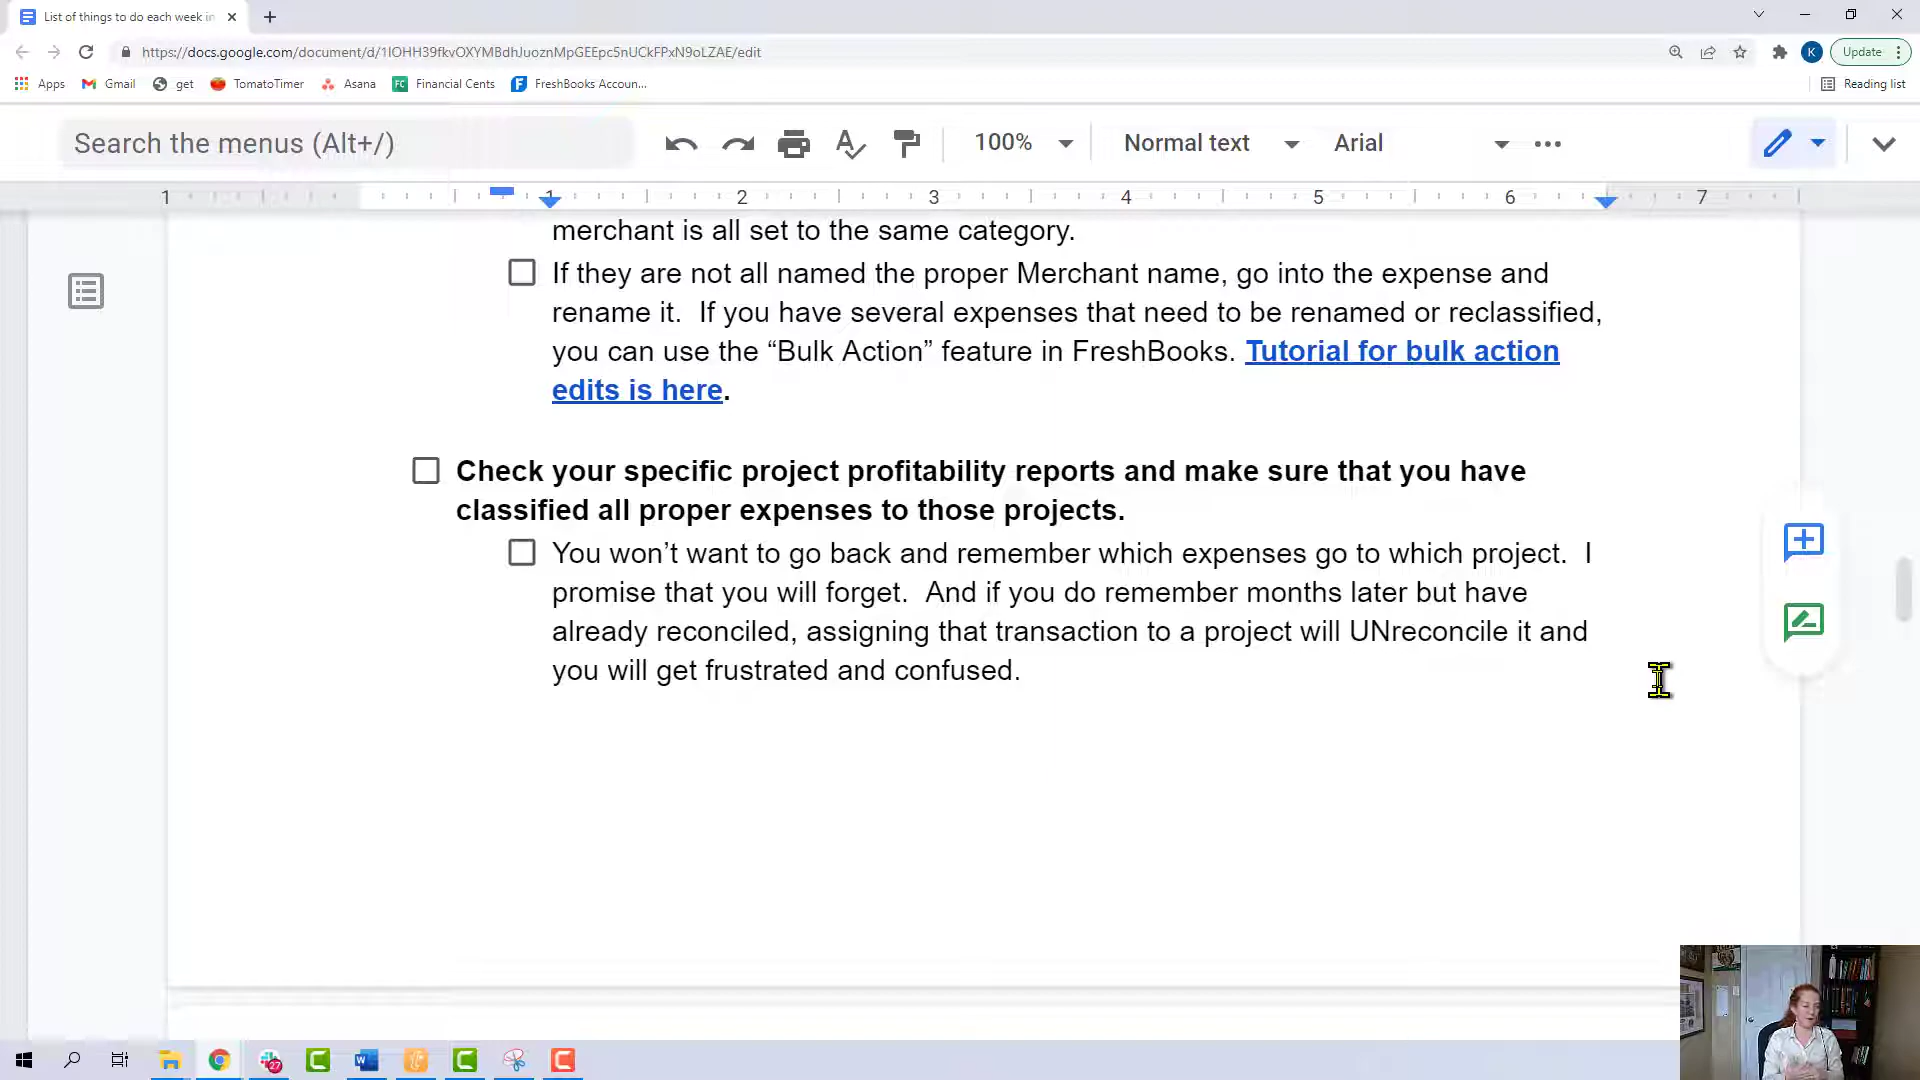 List of things to do each week in
https://docs.google.com/document/d/1IOHH39fkvOXYMBdhJuoznMpGEEpc5nUCkFPxN9oLZAE/edit
K
Update
Apps
Gmail
get
TomatoTimer
Asana
FC
Financial Cents
FreshBooks Accoun...
Reading list
Search the menus (Alt+/)
100%
Normal text
Arial
1 1 2 3 4 5 6 7
merchant is all set to the same category.
If they are not all named the proper Merchant name, go into the expense and
rename it.  If you have several expenses that need to be renamed or reclassified,
you can use the “Bulk Action” feature in FreshBooks. Tutorial for bulk action
edits is here.
Check your specific project profitability reports and make sure that you have
classified all proper expenses to those projects.
You won’t want to go back and remember which expenses go to which project.  I
promise that you will forget.  And if you do remember months later but have
already reconciled, assigning that transaction to a project will UNreconcile it and
you will get frustrated and confused.
27